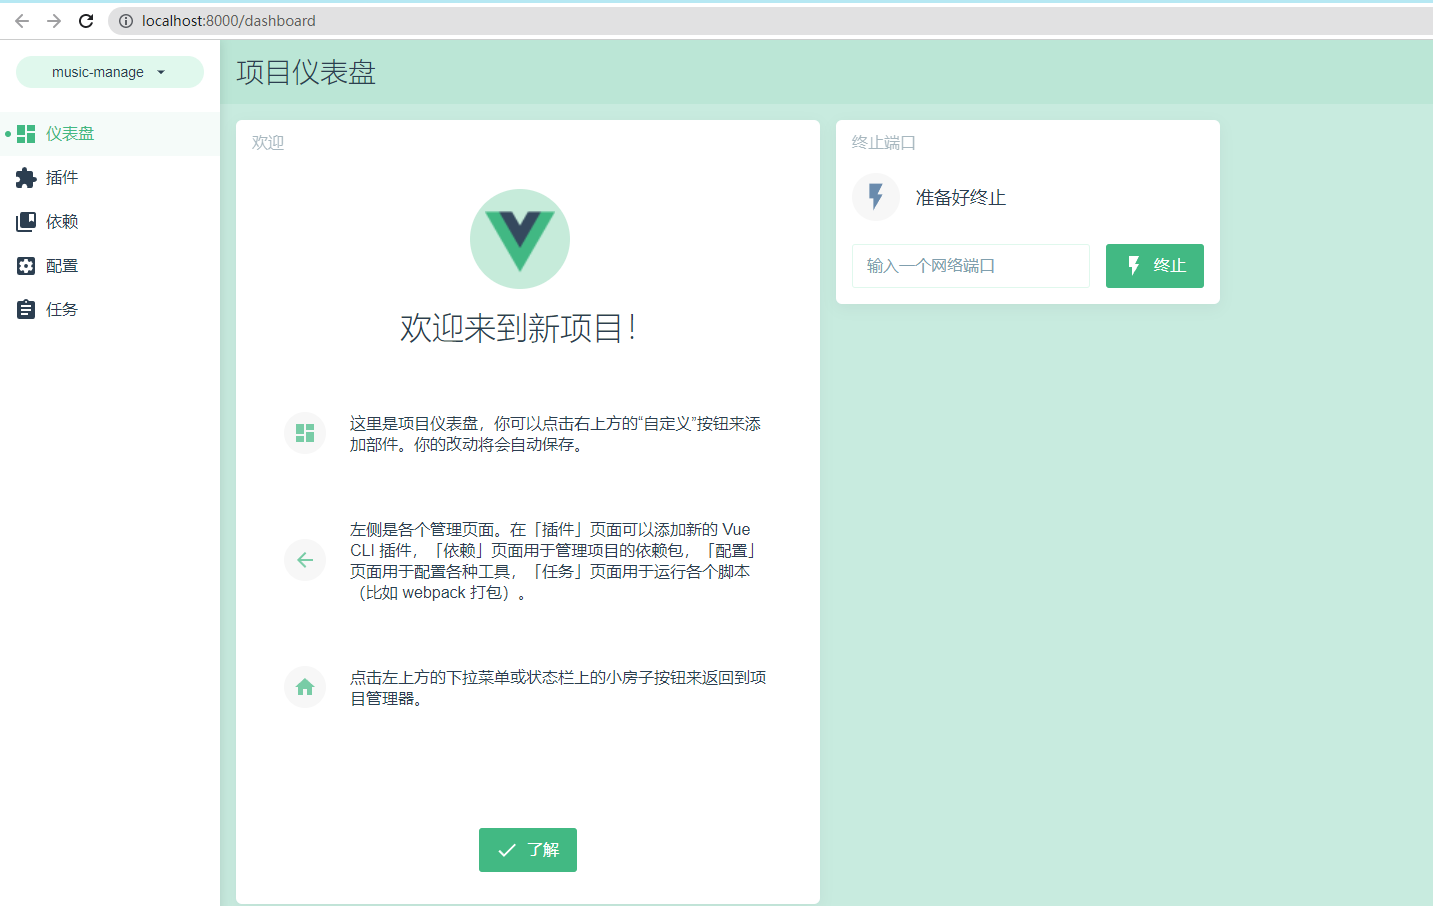 localhost:8000/dashboard
music-manage
项目仪表盘
仪表盘
插件
依赖
配置
任务
欢迎
欢迎来到新项目！
这里是项目仪表盘，你可以点击右上方的“自定义”按钮来添
加部件。你的改动将会自动保存。
左侧是各个管理页面。在「插件」页面可以添加新的 Vue
CLI 插件，「依赖」页面用于管理项目的依赖包，「配置」
页面用于配置各种工具，「任务」页面用于运行各个脚本
（比如 webpack 打包）。
点击左上方的下拉菜单或状态栏上的小房子按钮来返回到项
目管理器。
了解
终止端口
准备好终止
输入一个网络端口
终止